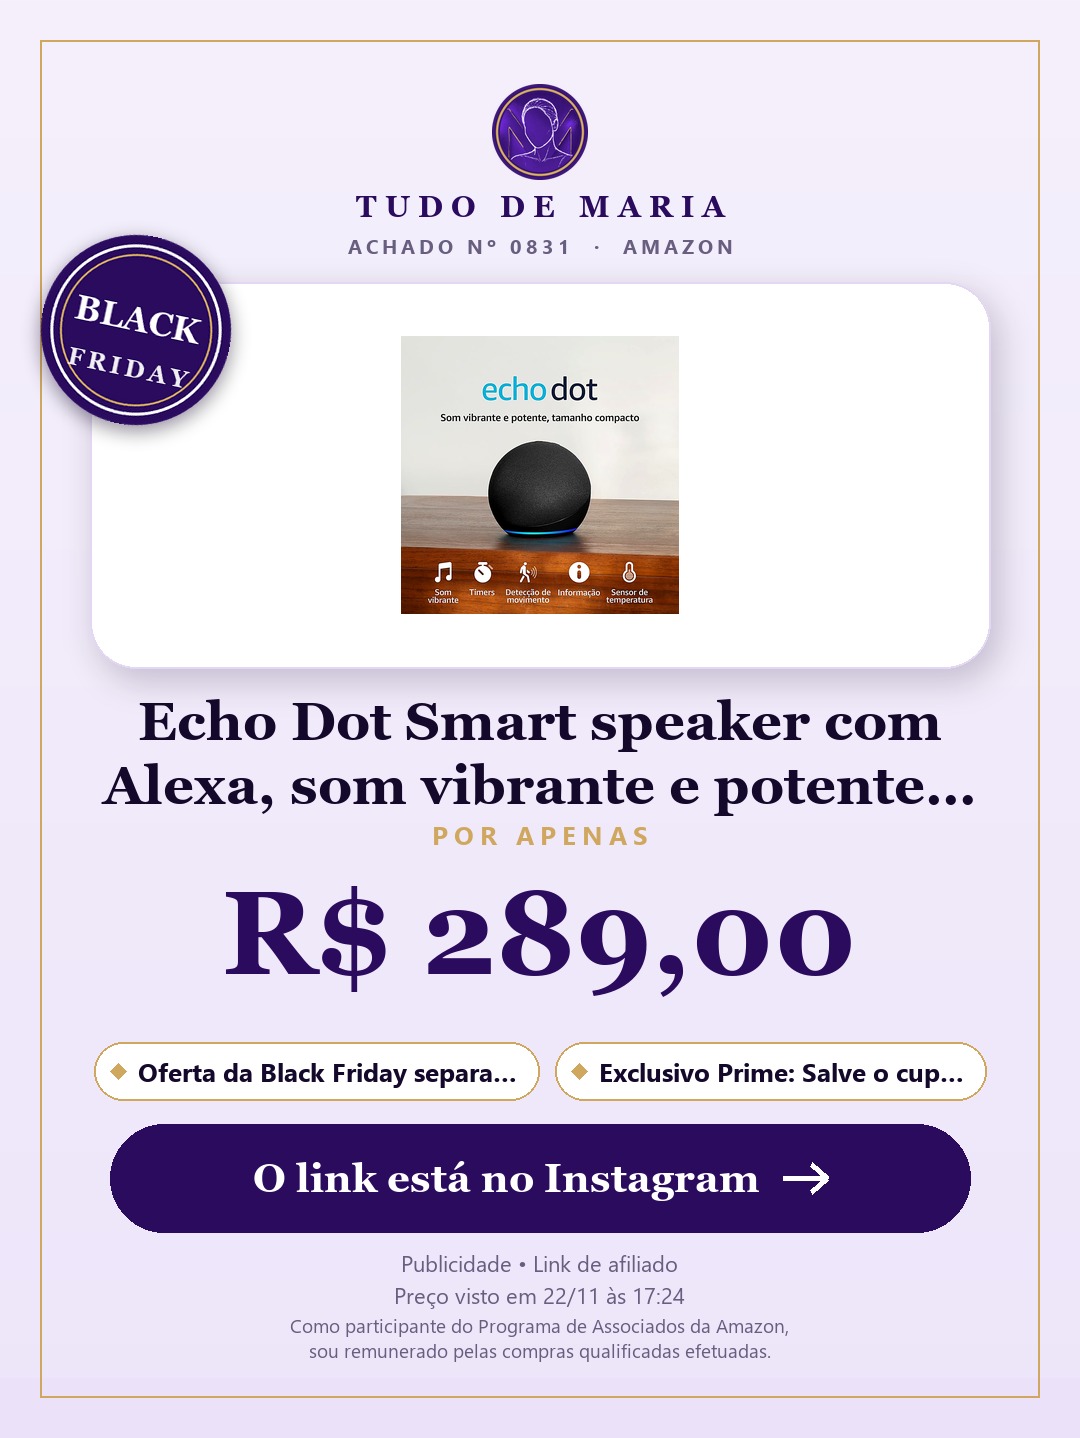 TUDO DE MARIA
ACHADO Nº 0831 · AMAZON
BLACK
FRIDAY
echo dot
Som vibrante e potente, tamanho compacto
Som vibrante
Timers
Detecção de movimento
Informação
Sensor de temperatura
Echo Dot Smart speaker com
Alexa, som vibrante e potente...
POR APENAS
R$ 289,00
Oferta da Black Friday separa...
Exclusivo Prime: Salve o cup...
O link está no Instagram →
Publicidade • Link de afiliado
Preço visto em 22/11 às 17:24
Como participante do Programa de Associados da Amazon,
sou remunerado pelas compras qualificadas efetuadas.